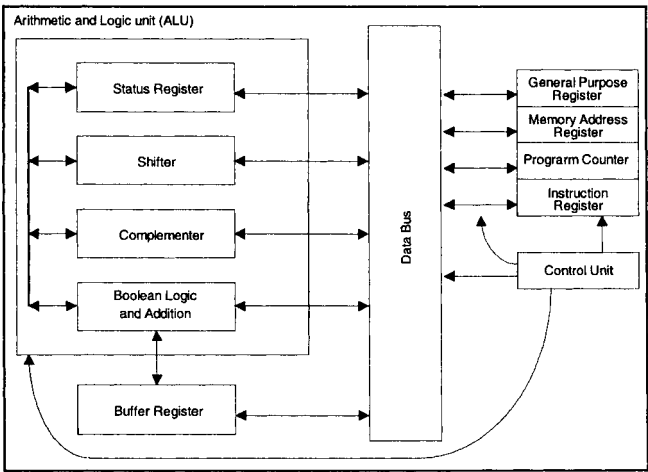 Arithmetic and Logic unit (ALU)
Status Register
Shifter
Complementer
Boolean Logic
and Addition
Buffer Register
Data Bus
General Purpose
Register
Memory Address
Register
Programm Counter
Instruction
Register
Control Unit